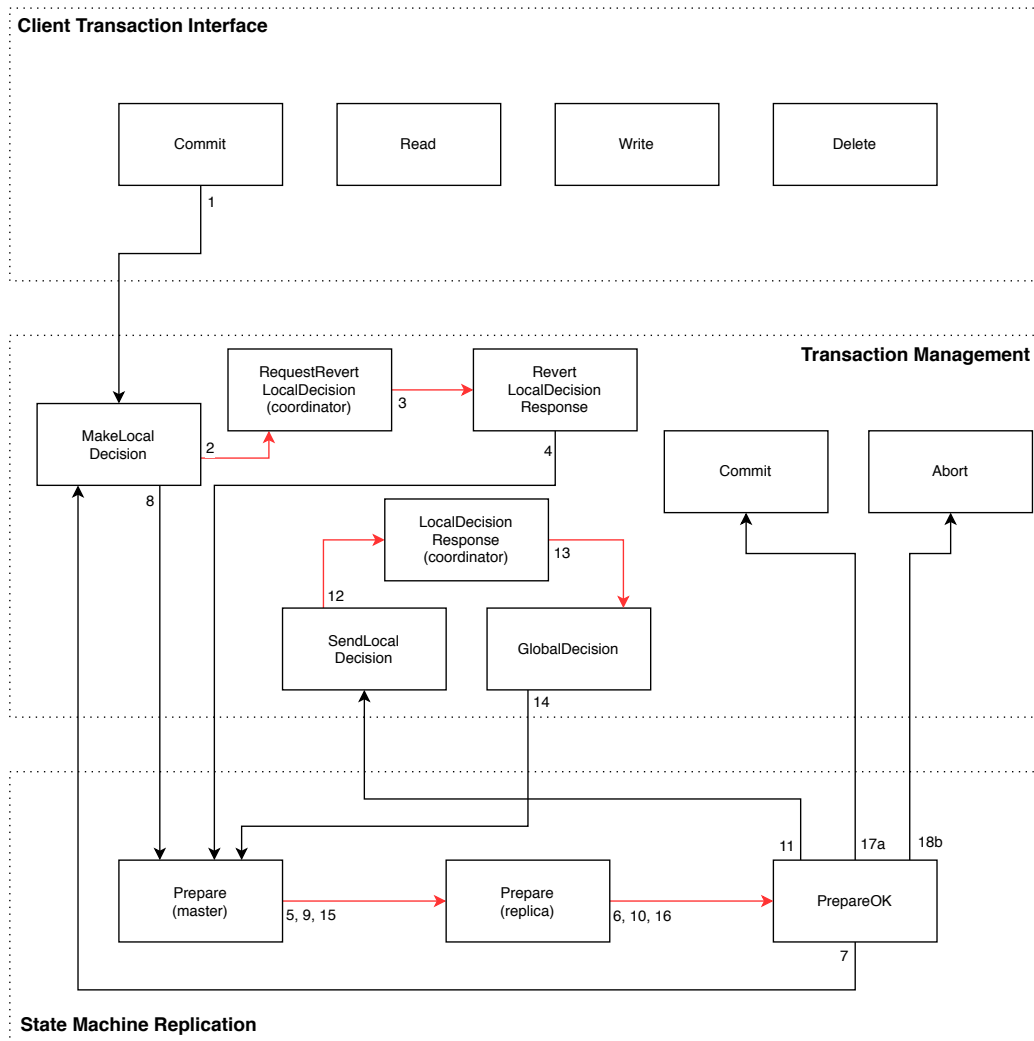 Client Transaction Interface
Commit
Read
Write
Delete
1
Transaction Management
RequestRevert
LocalDecision
(coordinator)
3
Revert
LocalDecision
Response
MakeLocal
Decision
2
4
Commit
Abort
8
LocalDecision
Response
(coordinator)
13
12
SendLocal
Decision
GlobalDecision
14
11
17a
18b
Prepare
(master)
5, 9, 15
Prepare
(replica)
6, 10, 16
PrepareOK
7
State Machine Replication